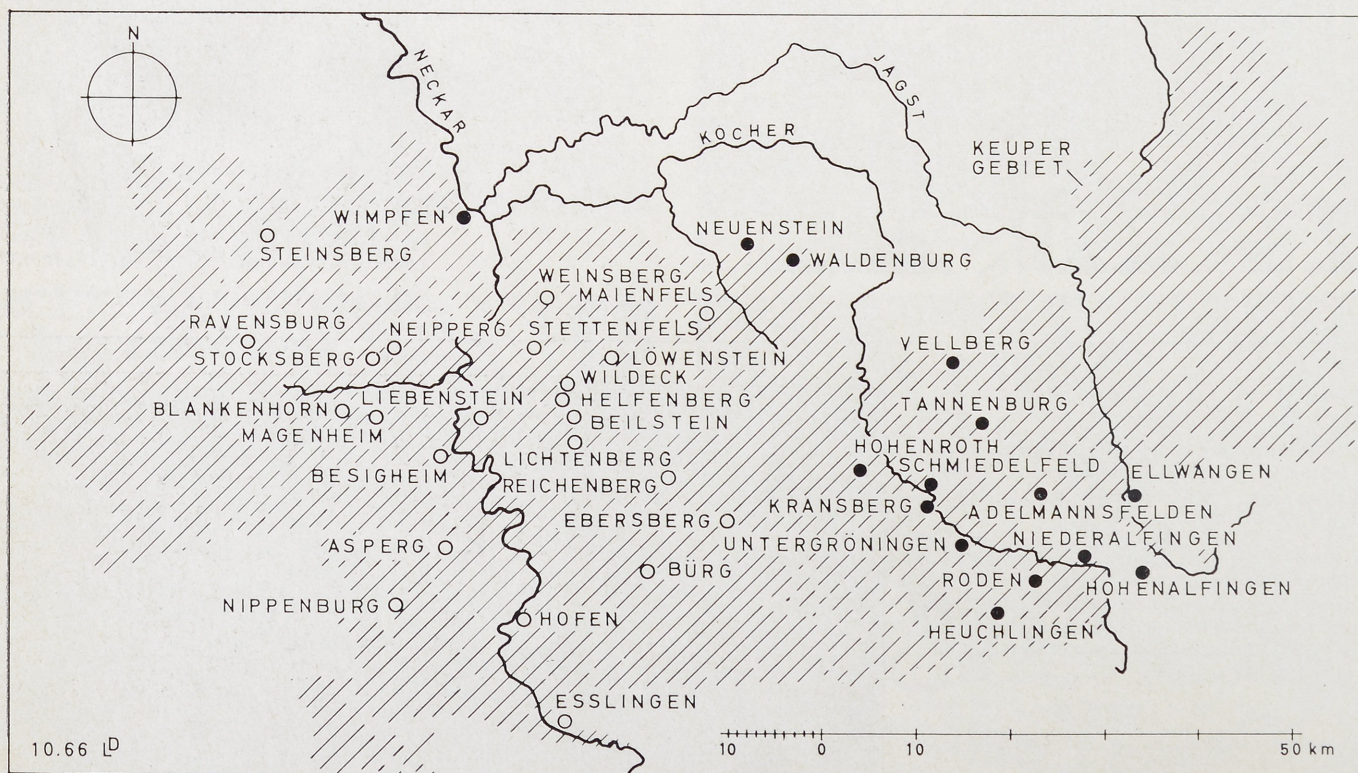 N
NECKAR
JAGST
KOCHER
KEUPER
GEBIET
WIMPFEN
STEINSBERG
NEUENSTEIN
WALDENBURG
WEINSBERG
MAIENFELS
RAVENSBURG
NEIPPERG
STETTENFELS
STOCKSBERG
LÖWENSTEIN
VELLBERG
WILDECK
LIEBENSTEIN
HELFENBERG
BLANKENHORN
TANNENBURG
BEILSTEIN
MAGENHEIM
HOHENROTH
LICHTENBERG
SCHMIEDELFELD
ELLWANGEN
BESIGHEIM
REICHENBERG
KRANSBERG
ADELMANNSFELDEN
EBERSBERG
NIEDERALFINGEN
ASPERG
UNTERGRÖNINGEN
BÜRG
RODEN
HOHENALFINGEN
NIPPENBURG
HOFEN
HEUCHLINGEN
ESSLINGEN
10.66 LD
10 0 10 50 km